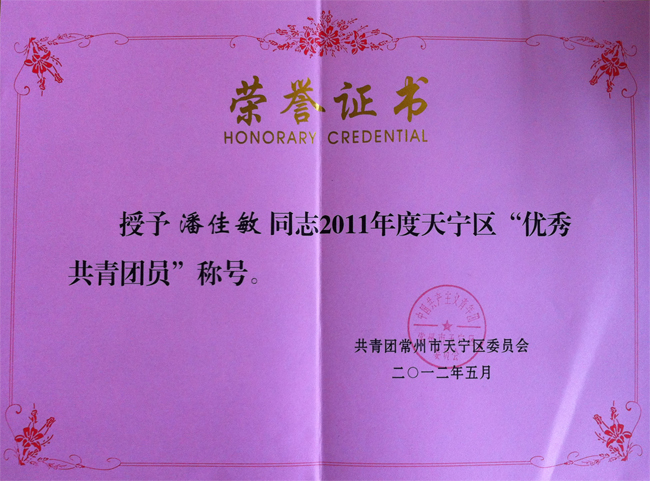 荣誉证书
HONORARY CREDENTIAL
授予 潘佳敏 同志2011年度天宁区“优秀
共青团员”称号。
共青团常州市天宁区委员会
二〇一二年五月